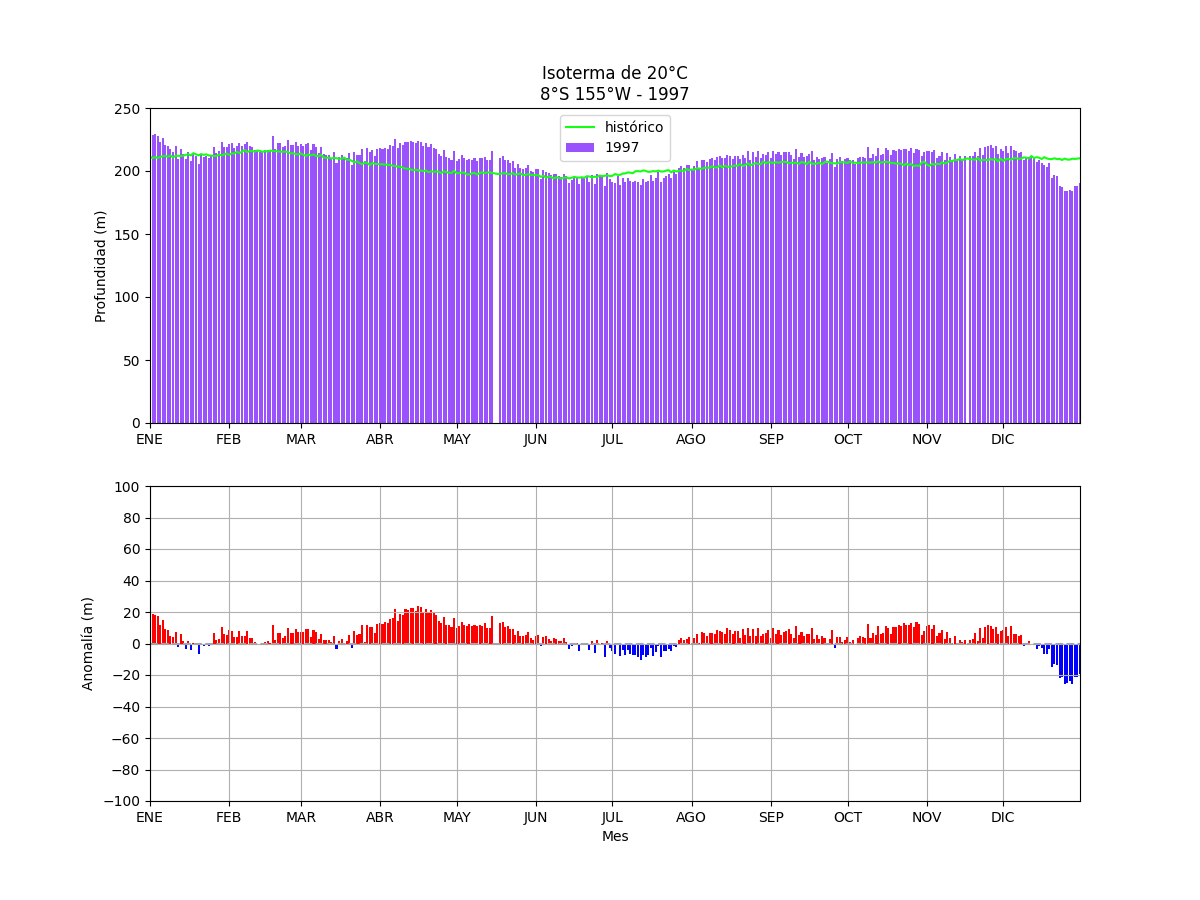 Isoterma de 20°C
8°S 155°W - 1997
histórico
1997
Profundidad (m)
250
200
150
100
50
0
ENE FEB MAR ABR MAY JUN JUL AGO SEP OCT NOV DIC
Anomalía (m)
100
80
60
40
20
0
−20
−40
−60
−80
−100
ENE FEB MAR ABR MAY JUN JUL AGO SEP OCT NOV DIC
Mes